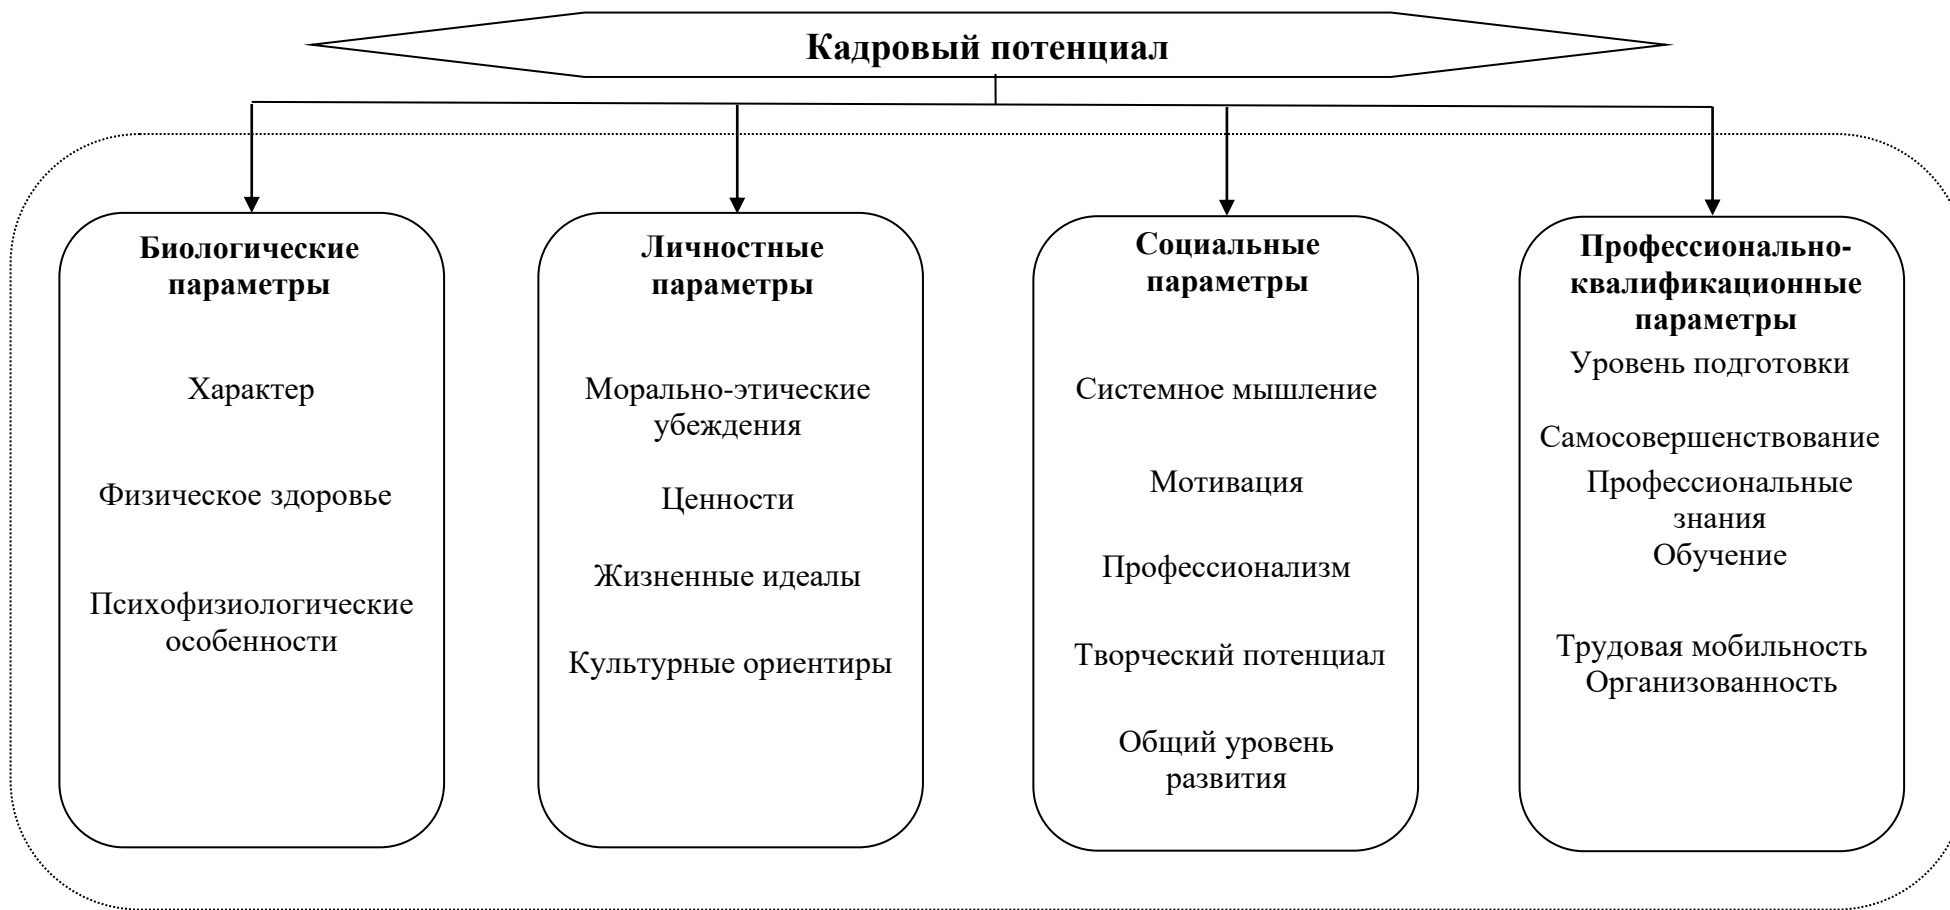 Кадровый потенциал
Биологические
параметры
Характер
Физическое здоровье
Психофизиологические
особенности
Личностные
параметры
Морально-этические
убеждения
Ценности
Жизненные идеалы
Культурные ориентиры
Социальные
параметры
Системное мышление
Мотивация
Профессионализм
Творческий потенциал
Общий уровень
развития
Профессионально-
квалификационные
параметры
Уровень подготовки
Самосовершенствование
Профессиональные
знания
Обучение
Трудовая мобильность
Организованность